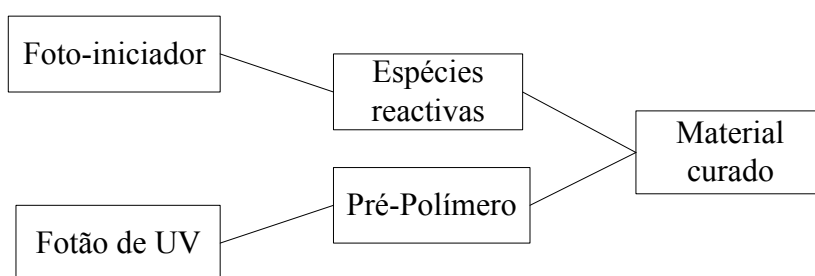 Foto-iniciador
Espécies
reactivas
Material
curado
Pré-Polímero
Fotão de UV